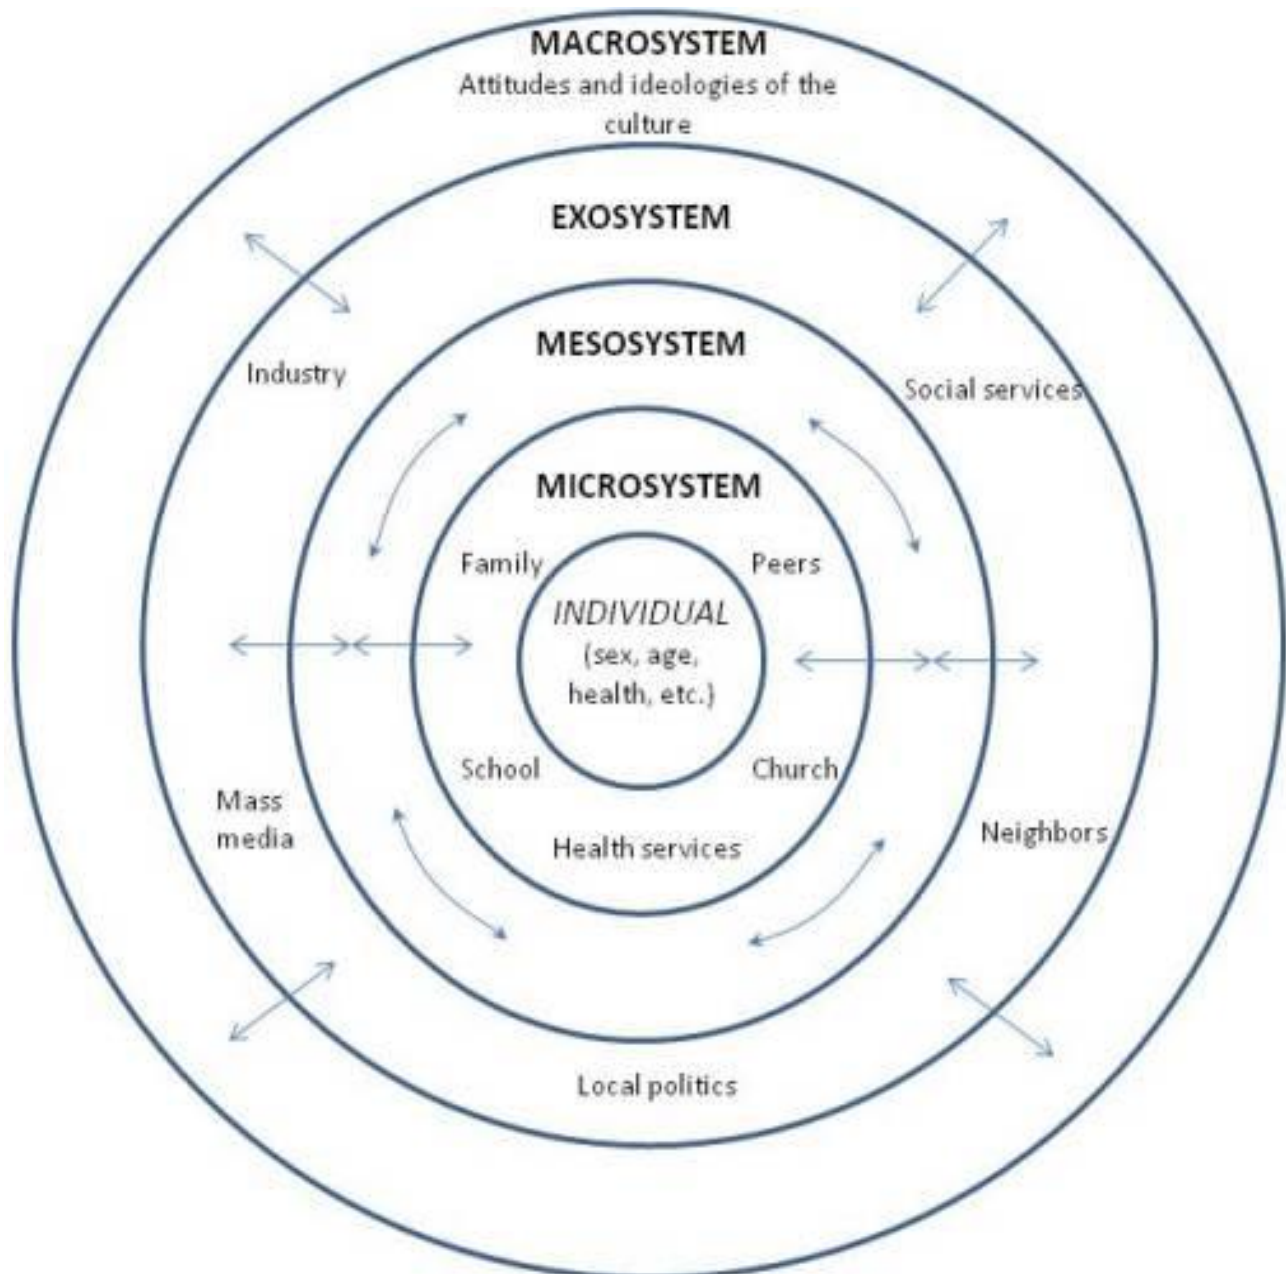 MACROSYSTEM
Attitudes and ideologies of the
culture
EXOSYSTEM
MESOSYSTEM
Industry
Social services
MICROSYSTEM
Family
Peers
INDIVIDUAL
(sex, age,
health, etc.)
School
Church
Mass
media
Neighbors
Health services
Local politics